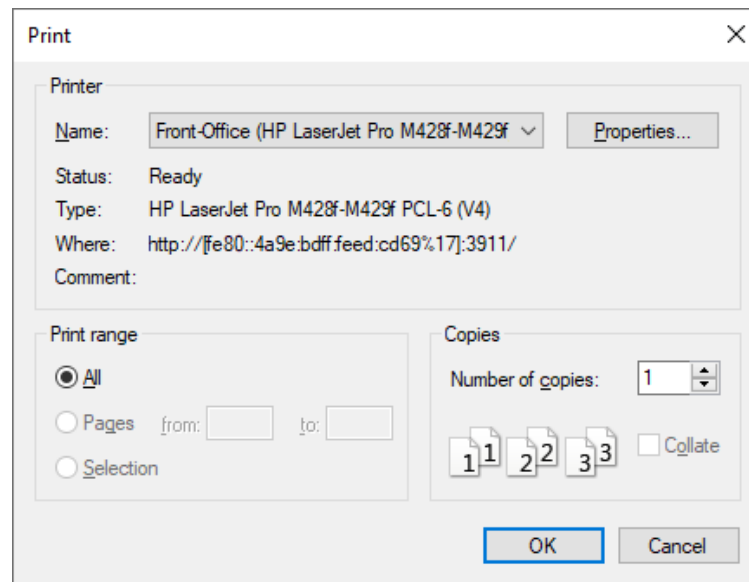 Print
Printer
Name: Front-Office (HP LaserJet Pro M428f-M429f Properties...
Status: Ready
Type: HP LaserJet Pro M428f-M429f PCL-6 (V4)
Where: http://[fe80::4a9e:bdff:feed:cd69%17]:3911/
Comment:
Print range
All
Pages from: to:
Selection
Copies
Number of copies: 1
1 1 2 2 3 3 Collate
OK Cancel